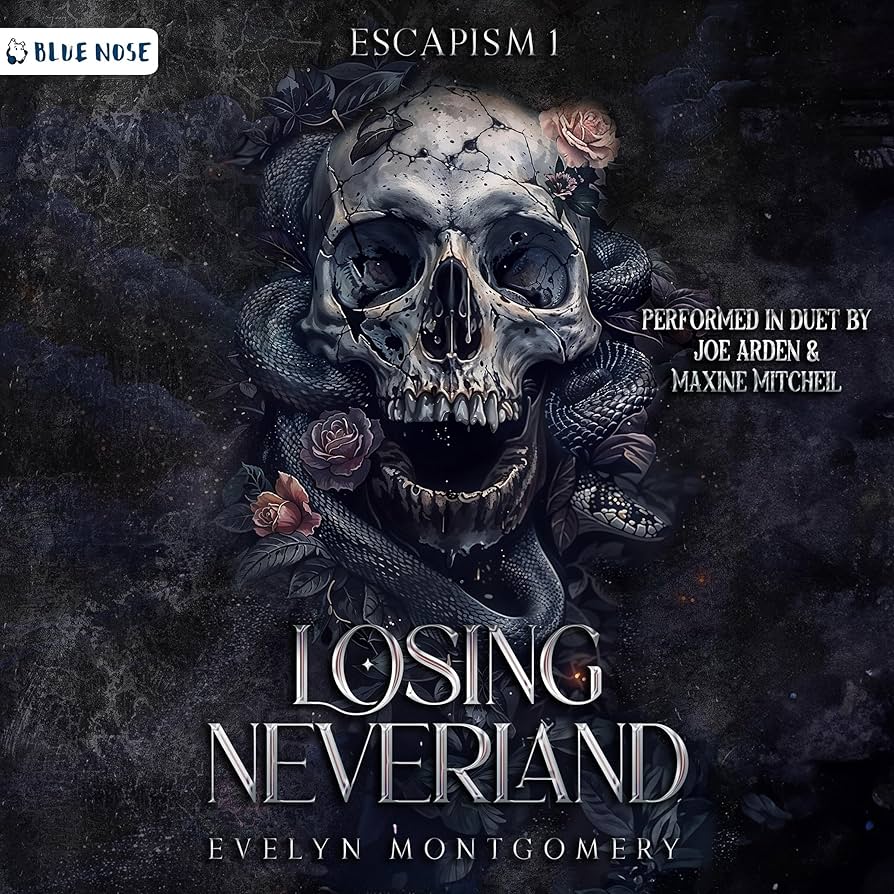 BLUE NOSE
ESCAPISM 1
PERFORMED IN DUET BY
JOE ARDEN &
MAXINE MITCHEIL
LOSING
NEVERLAND
EVELYN MONTGOMERY